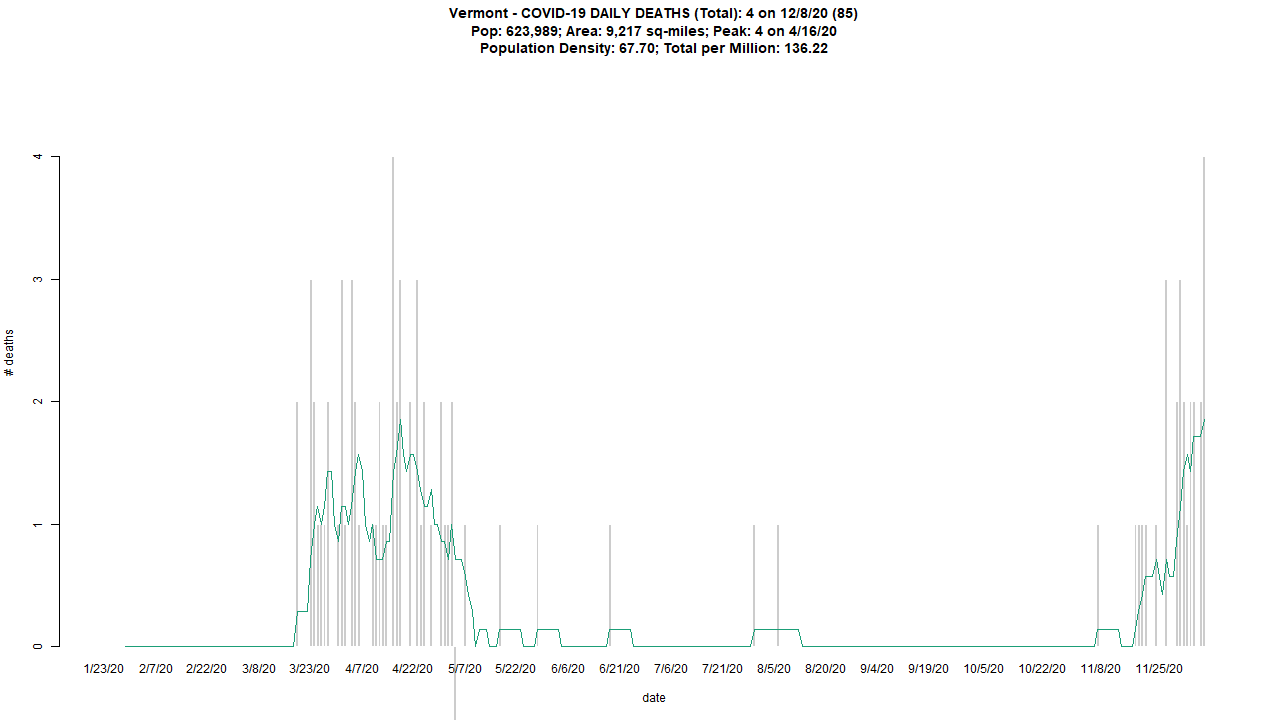 Vermont - COVID-19 DAILY DEATHS (Total): 4 on 12/8/20 (85)
Pop: 623,989; Area: 9,217 sq-miles; Peak: 4 on 4/16/20
Population Density: 67.70; Total per Million: 136.22
4
3
2
1
0
# deaths
1/23/20 2/7/20 2/22/20 3/8/20 3/23/20 4/7/20 4/22/20 5/7/20 5/22/20 6/6/20 6/21/20 7/6/20 7/21/20 8/5/20 8/20/20 9/4/20 9/19/20 10/5/20 10/22/20 11/8/20 11/25/20
date